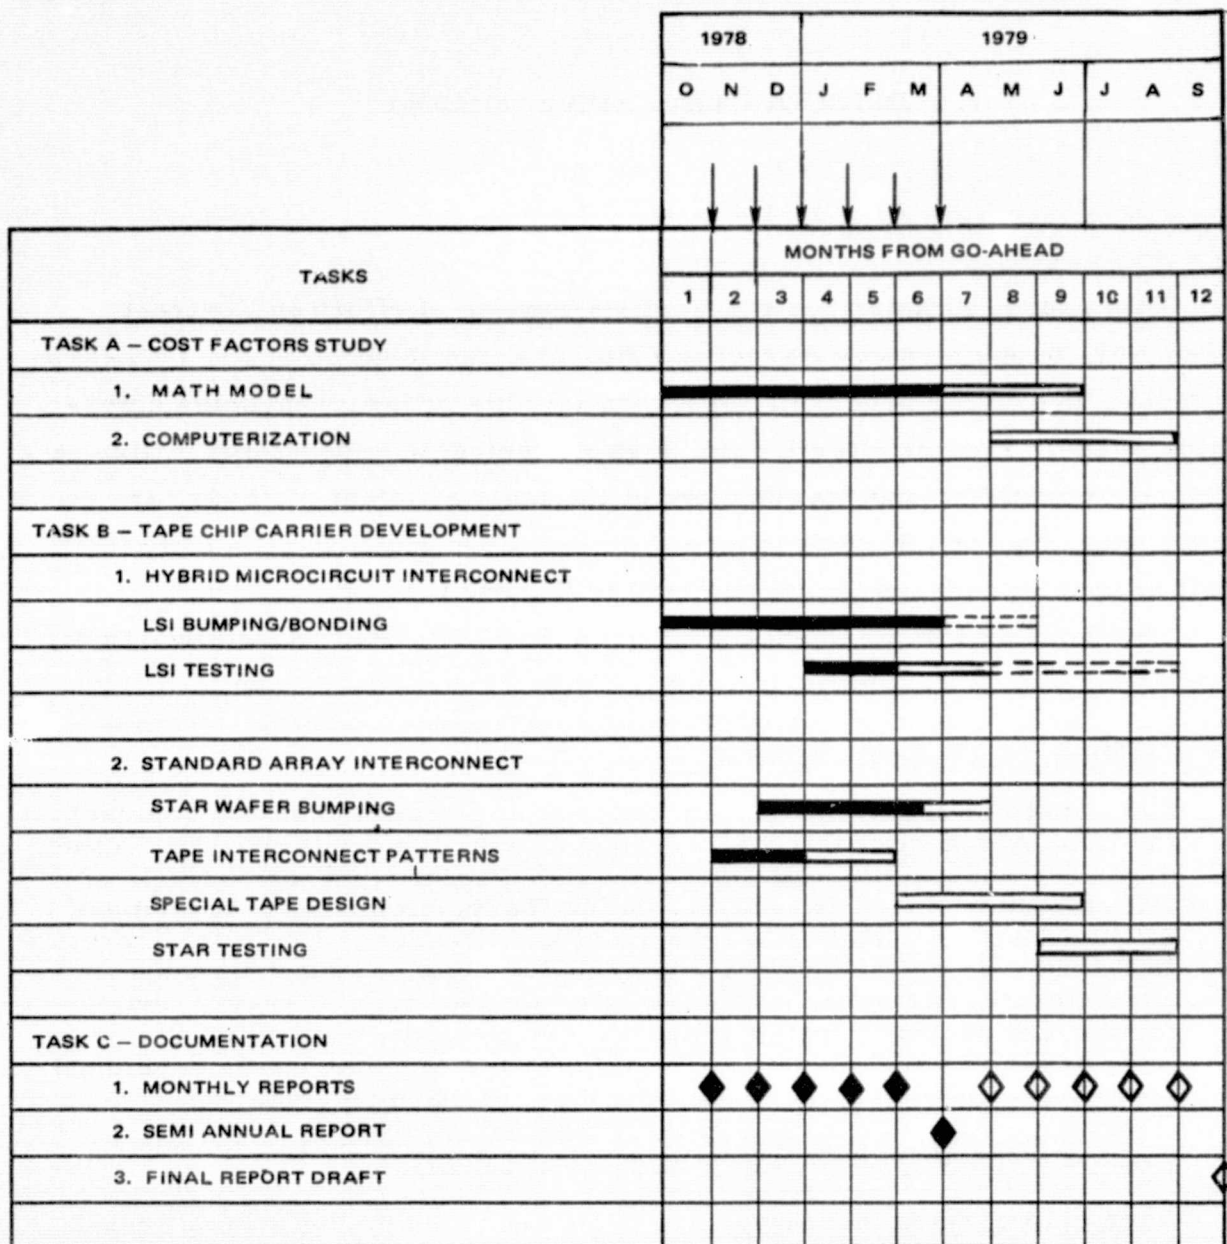 1978 1979
O N D J F M A M J J A S
MONTHS FROM GO-AHEAD
TASKS
1 2 3 4 5 6 7 8 9 10 11 12
TASK A – COST FACTORS STUDY
1. MATH MODEL
2. COMPUTERIZATION
TASK B – TAPE CHIP CARRIER DEVELOPMENT
1. HYBRID MICROCIRCUIT INTERCONNECT
LSI BUMPING/BONDING
LSI TESTING
2. STANDARD ARRAY INTERCONNECT
STAR WAFER BUMPING
TAPE INTERCONNECT PATTERNS
SPECIAL TAPE DESIGN
STAR TESTING
TASK C – DOCUMENTATION
1. MONTHLY REPORTS
2. SEMI ANNUAL REPORT
3. FINAL REPORT DRAFT